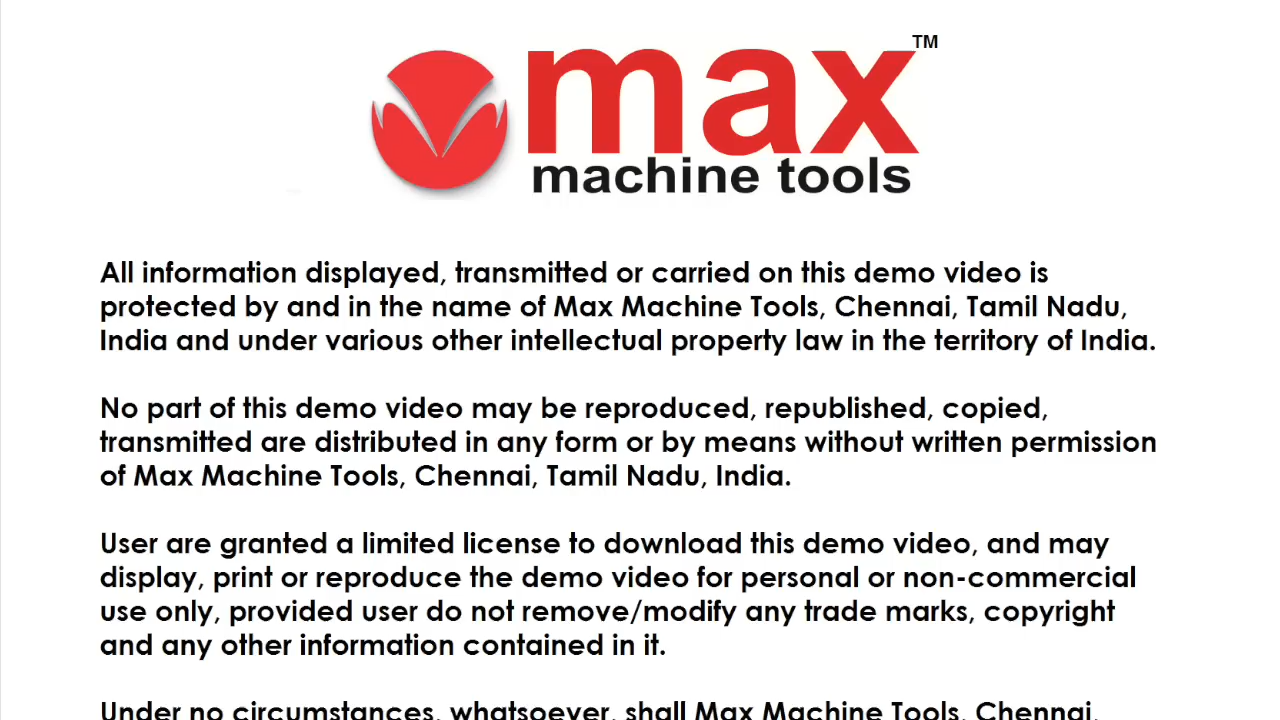 max™
machine tools
All information displayed, transmitted or carried on this demo video is
protected by and in the name of Max Machine Tools, Chennai, Tamil Nadu,
India and under various other intellectual property law in the territory of India.
No part of this demo video may be reproduced, republished, copied,
transmitted are distributed in any form or by means without written permission
of Max Machine Tools, Chennai, Tamil Nadu, India.
User are granted a limited license to download this demo video, and may
display, print or reproduce the demo video for personal or non-commercial
use only, provided user do not remove/modify any trade marks, copyright
and any other information contained in it.
Under no circumstances, whatsoever, shall Max Machine Tools, Chennai,